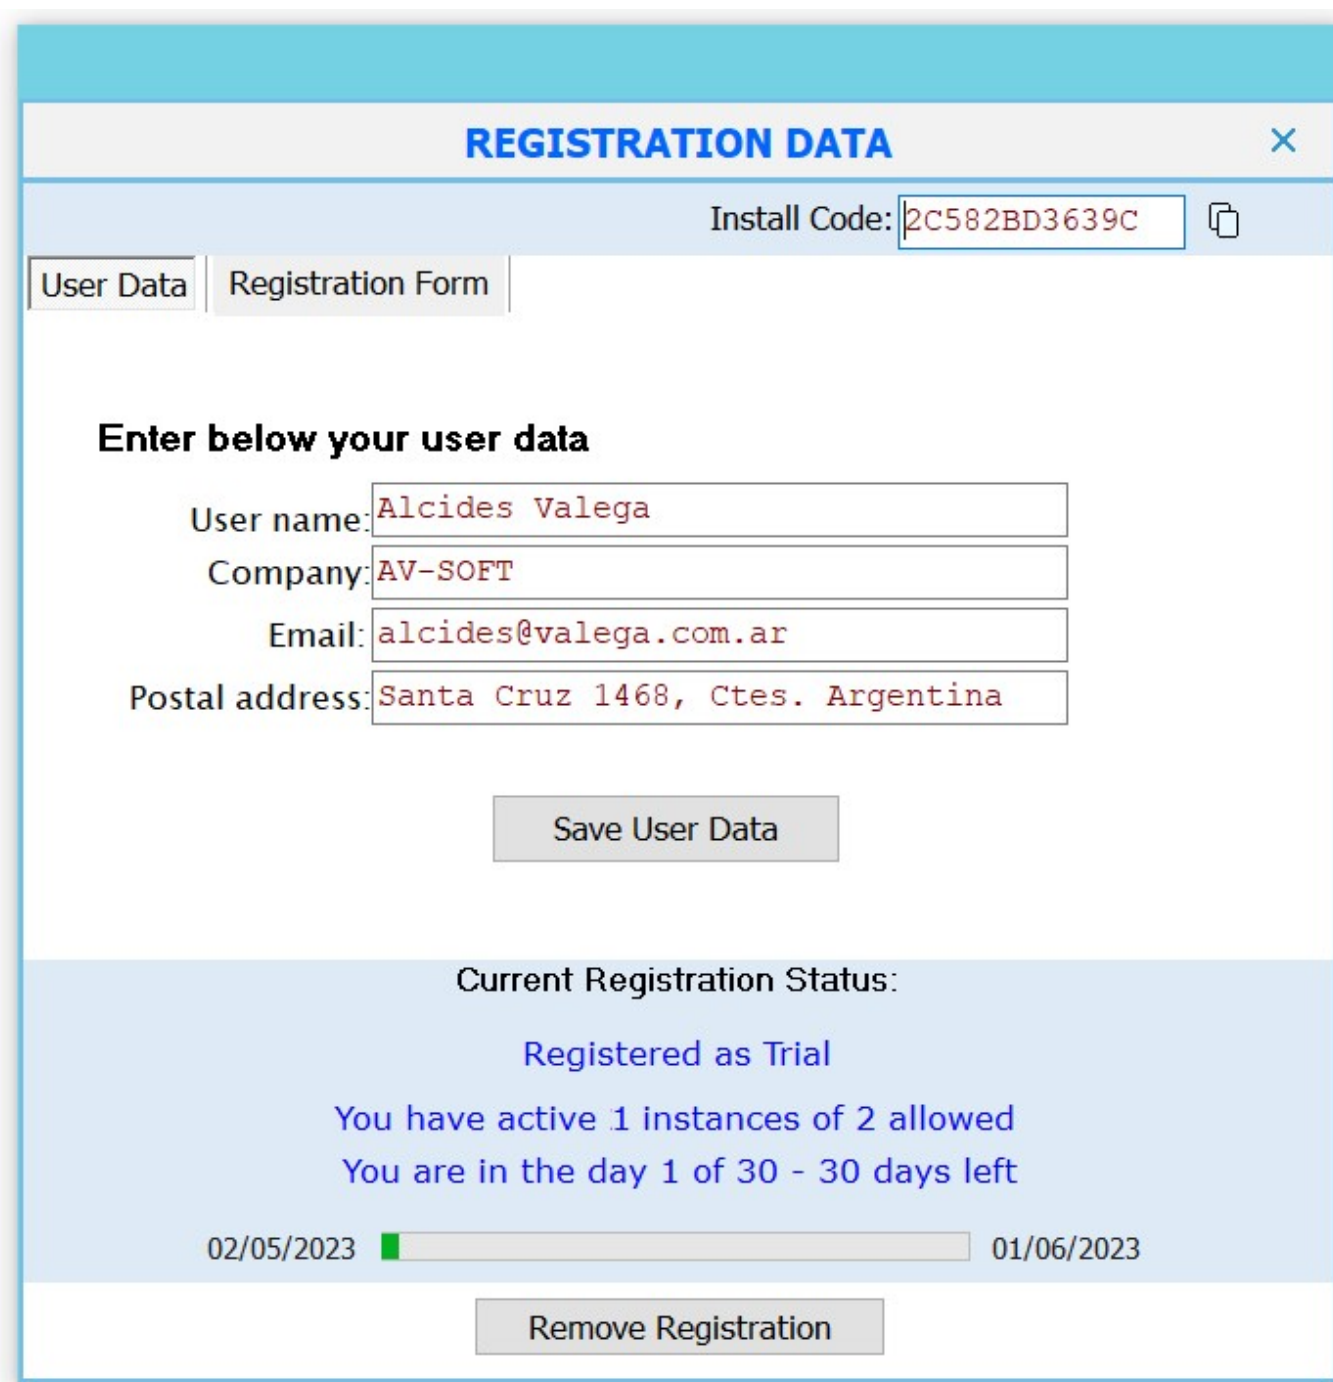 REGISTRATION DATA
Install Code: 2C582BD3639C
User Data Registration Form
Enter below your user data
User name: Alcides Valega
Company: AV-SOFT
Email: alcides@valega.com.ar
Postal address: Santa Cruz 1468, Ctes. Argentina
Save User Data
Current Registration Status:
Registered as Trial
You have active 1 instances of 2 allowed
You are in the day 1 of 30 - 30 days left
02/05/2023 01/06/2023
Remove Registration